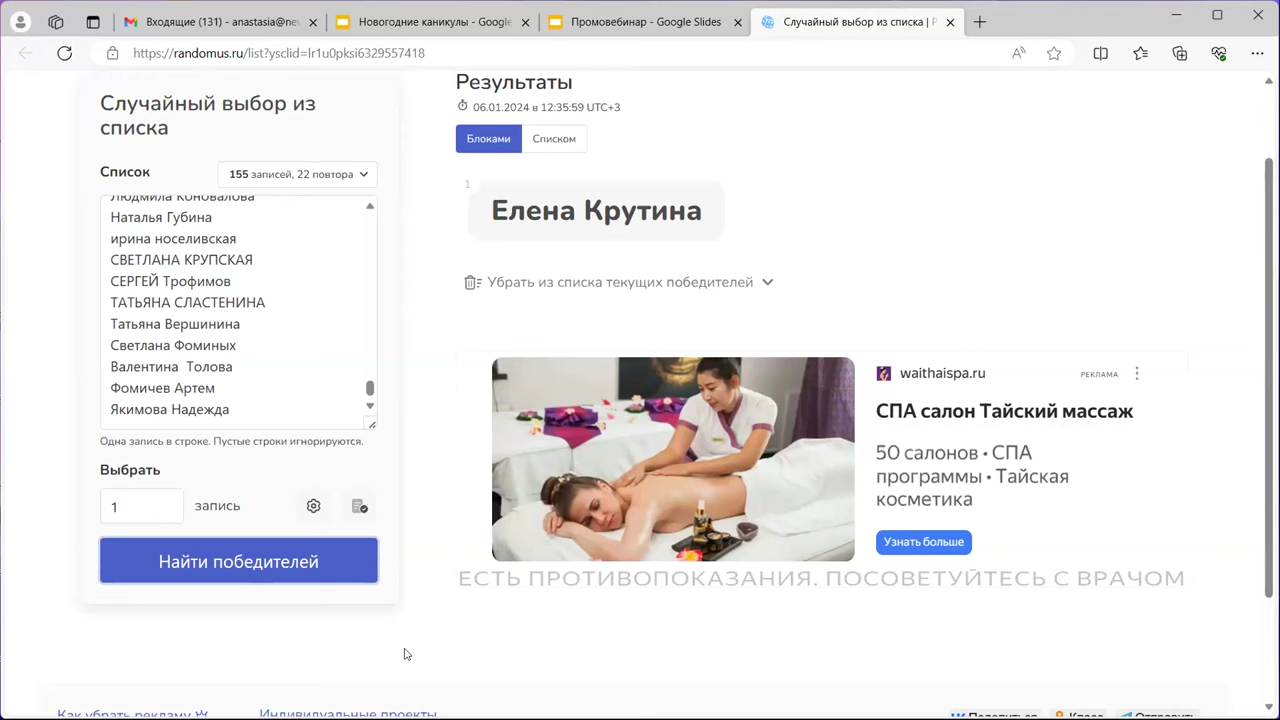 Входящие (131) - anastasia@ne
Новогодние каникулы - Google
Промовебинар - Google Slides
Случайный выбор из списка | Р
https://randomus.ru/list?ysclid=lr1u0pksi6329557418
Случайный выбор из
списка
Список
155 записей, 22 повтора
Людмила Коновалова
Наталья Губина
ирина носеливская
СВЕТЛАНА КРУПСКАЯ
СЕРГЕЙ Трофимов
ТАТЬЯНА СЛАСТЕНИНА
Татьяна Вершинина
Светлана Фоминых
Валентина Толова
Фомичев Артем
Якимова Надежда
Одна запись в строке. Пустые строки игнорируются.
Выбрать
1
запись
Найти победителей
Результаты
06.01.2024 в 12:35:59 UTC+3
Блоками
Списком
1
Елена Крутина
Убрать из списка текущих победителей
waithaispa.ru
РЕКЛАМА
СПА салон Тайский массаж
50 салонов • СПА
программы • Тайская
косметика
Узнать больше
ЕСТЬ ПРОТИВОПОКАЗАНИЯ. ПОСОВЕТУЙТЕСЬ С ВРАЧОМ
Как убрать рекламу
Индивидуальные проекты
Поделиться
Класс
Отправить